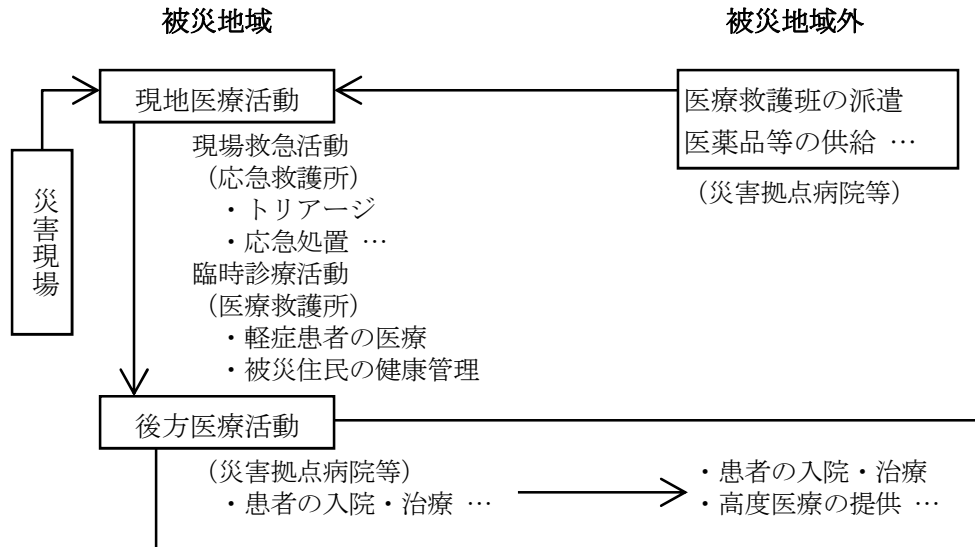 被災地域
被災地域外
現地医療活動
医療救護班の派遣
医薬品等の供給 …
(災害拠点病院等)
災害現場
現場救急活動
(応急救護所)
・トリアージ
・応急処置 …
臨時診療活動
(医療救護所)
・軽症患者の医療
・被災住民の健康管理
後方医療活動
(災害拠点病院等)
・患者の入院・治療 …
・患者の入院・治療
・高度医療の提供 …